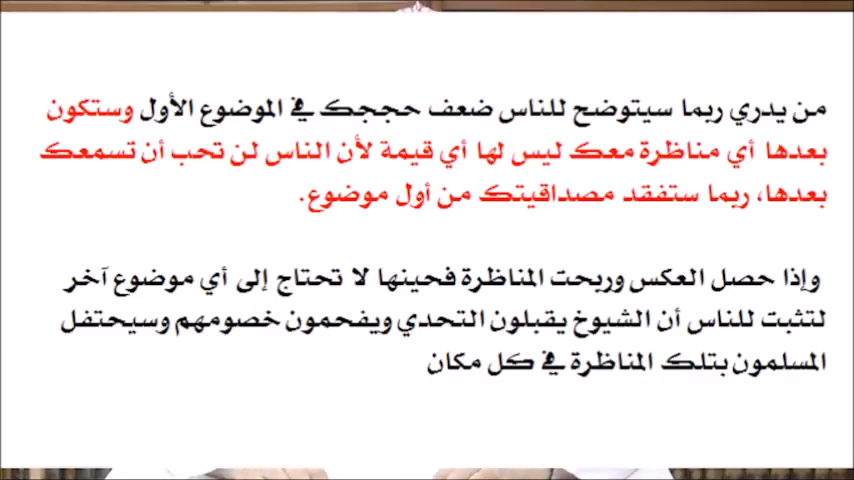 من يدري ربما سيتوضح للناس ضعف حججك في الموضوع الأول وستكون
بعدها أي مناظرة معك ليس لها أي قيمة لأن الناس لن تحب أن تسمعك
بعدها، ربما ستفقد مصداقيتك من أول موضوع.
وإذا حصل العكس وربحت المناظرة فحينها لا تحتاج إلى أي موضوع آخر
لتثبت للناس أن الشيوخ يقبلون التحدي ويفحمون خصومهم وسيحتفل
المسلمون بتلك المناظرة في كل مكان